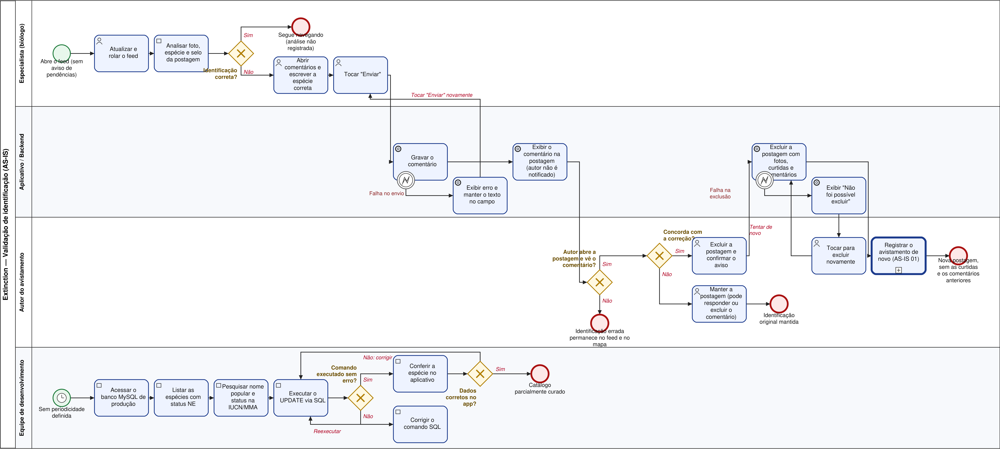 Extinction — Validação de identificação (AS-IS)
Especialista (biólogo)
Abre o feed (sem
aviso de
pendências)
Atualizar e
rolar o feed
Analisar foto,
espécie e selo
da postagem
Identificação
correta?
Sim
Segue navegando
(análise não
registrada)
Não
Abrir
comentários e
escrever a
espécie
correta
Tocar "Enviar"
Tocar "Enviar" novamente
Aplicativo / Backend
Gravar o
comentário
Falha no envio
Exibir erro e
manter o texto
no campo
Exibir o
comentário na
postagem
(autor não é
notificado)
Excluir a
postagem com
fotos,
curtidas e
mentários
Falha na
exclusão
Exibir "Não
foi possível
excluir"
Autor do avistamento
Autor abre a
postagem e vê o
comentário?
Sim
Não
Identificação errada
permanece no feed e no
mapa
Concorda com
a correção?
Sim
Não
Excluir a
postagem e
confirmar o
aviso
Tentar de
novo
Manter a
postagem (pode
responder ou
excluir o
comentário)
Identificação
original mantida
Tocar para
excluir
novamente
Registrar o
avistamento de
novo (AS-IS 01)
Nova postagem,
sem as curtidas
e os comentários
anteriores
Equipe de desenvolvimento
Sem periodicidade
definida
Acessar o
banco MySQL de
produção
Listar as
espécies com
status NE
Pesquisar nome
popular e
status na
IUCN/MMA
Executar o
UPDATE via SQL
Comando
executado sem
erro?
Sim
Não
Reexecutar
Não: corrigir
Conferir a
espécie no
aplicativo
Corrigir o
comando SQL
Dados
corretos no
app?
Sim
Catálogo
parcialmente curado